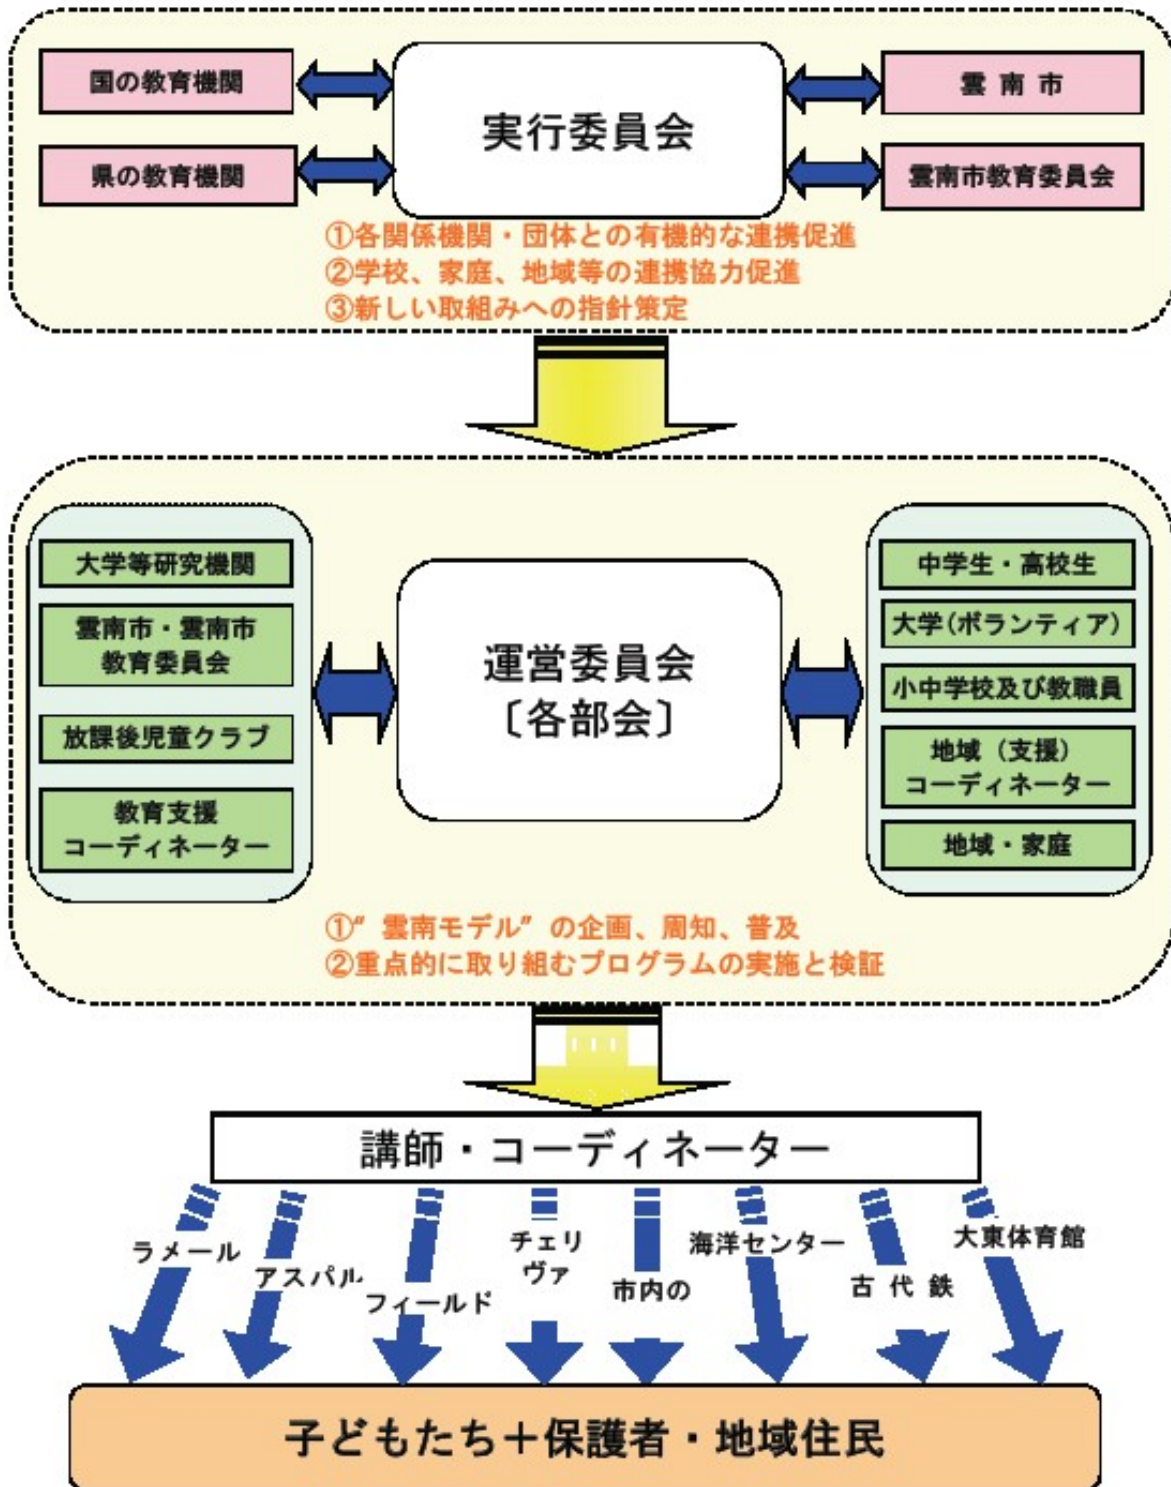 国の教育機関
県の教育機関
実行委員会
雲南市
雲南市教育委員会
①各関係機関・団体との有機的な連携促進
②学校、家庭、地域等の連携協力促進
③新しい取組みへの指針策定
大学等研究機関
雲南市・雲南市
教育委員会
放課後児童クラブ
教育支援
コーディネーター
運営委員会
〔各部会〕
中学生・高校生
大学(ボランティア)
小中学校及び教職員
地域（支援）
コーディネーター
地域・家庭
①“雲南モデル”の企画、周知、普及
②重点的に取り組むプログラムの実施と検証
講師・コーディネーター
ラメール
アスパル
フィールド
チェリ
ヴァ
市内の
海洋センター
古代鉄
大東体育館
子どもたち＋保護者・地域住民